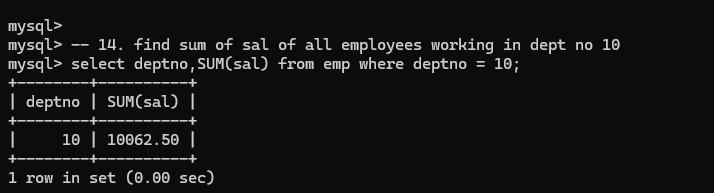 mysql>
mysql> -- 14. find sum of sal of all employees working in dept no 10
mysql> select deptno,SUM(sal) from emp where deptno = 10;
+--------+----------+
| deptno | SUM(sal) |
+--------+----------+
|     10 | 10062.50 |
+--------+----------+
1 row in set (0.00 sec)